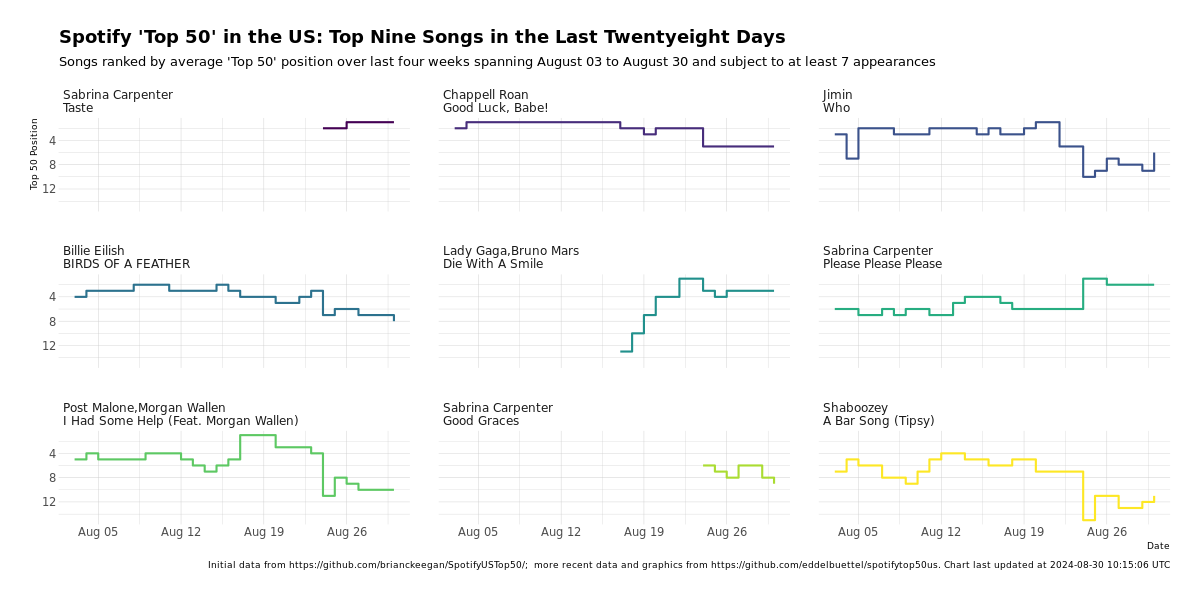 Spotify 'Top 50' in the US: Top Nine Songs in the Last Twentyeight Days
Songs ranked by average 'Top 50' position over last four weeks spanning August 03 to August 30 and subject to at least 7 appearances
Sabrina Carpenter
Taste
Chappell Roan
Good Luck, Babe!
Jimin
Who
Top 50 Position
4
8
12
Billie Eilish
BIRDS OF A FEATHER
Lady Gaga,Bruno Mars
Die With A Smile
Sabrina Carpenter
Please Please Please
4
8
12
Post Malone,Morgan Wallen
I Had Some Help (Feat. Morgan Wallen)
Sabrina Carpenter
Good Graces
Shaboozey
A Bar Song (Tipsy)
4
8
12
Aug 05 Aug 12 Aug 19 Aug 26 Aug 05 Aug 12 Aug 19 Aug 26 Aug 05 Aug 12 Aug 19 Aug 26
Date
Initial data from https://github.com/brianckeegan/SpotifyUSTop50/; more recent data and graphics from https://github.com/eddelbuettel/spotifytop50us. Chart last updated at 2024-08-30 10:15:06 UTC